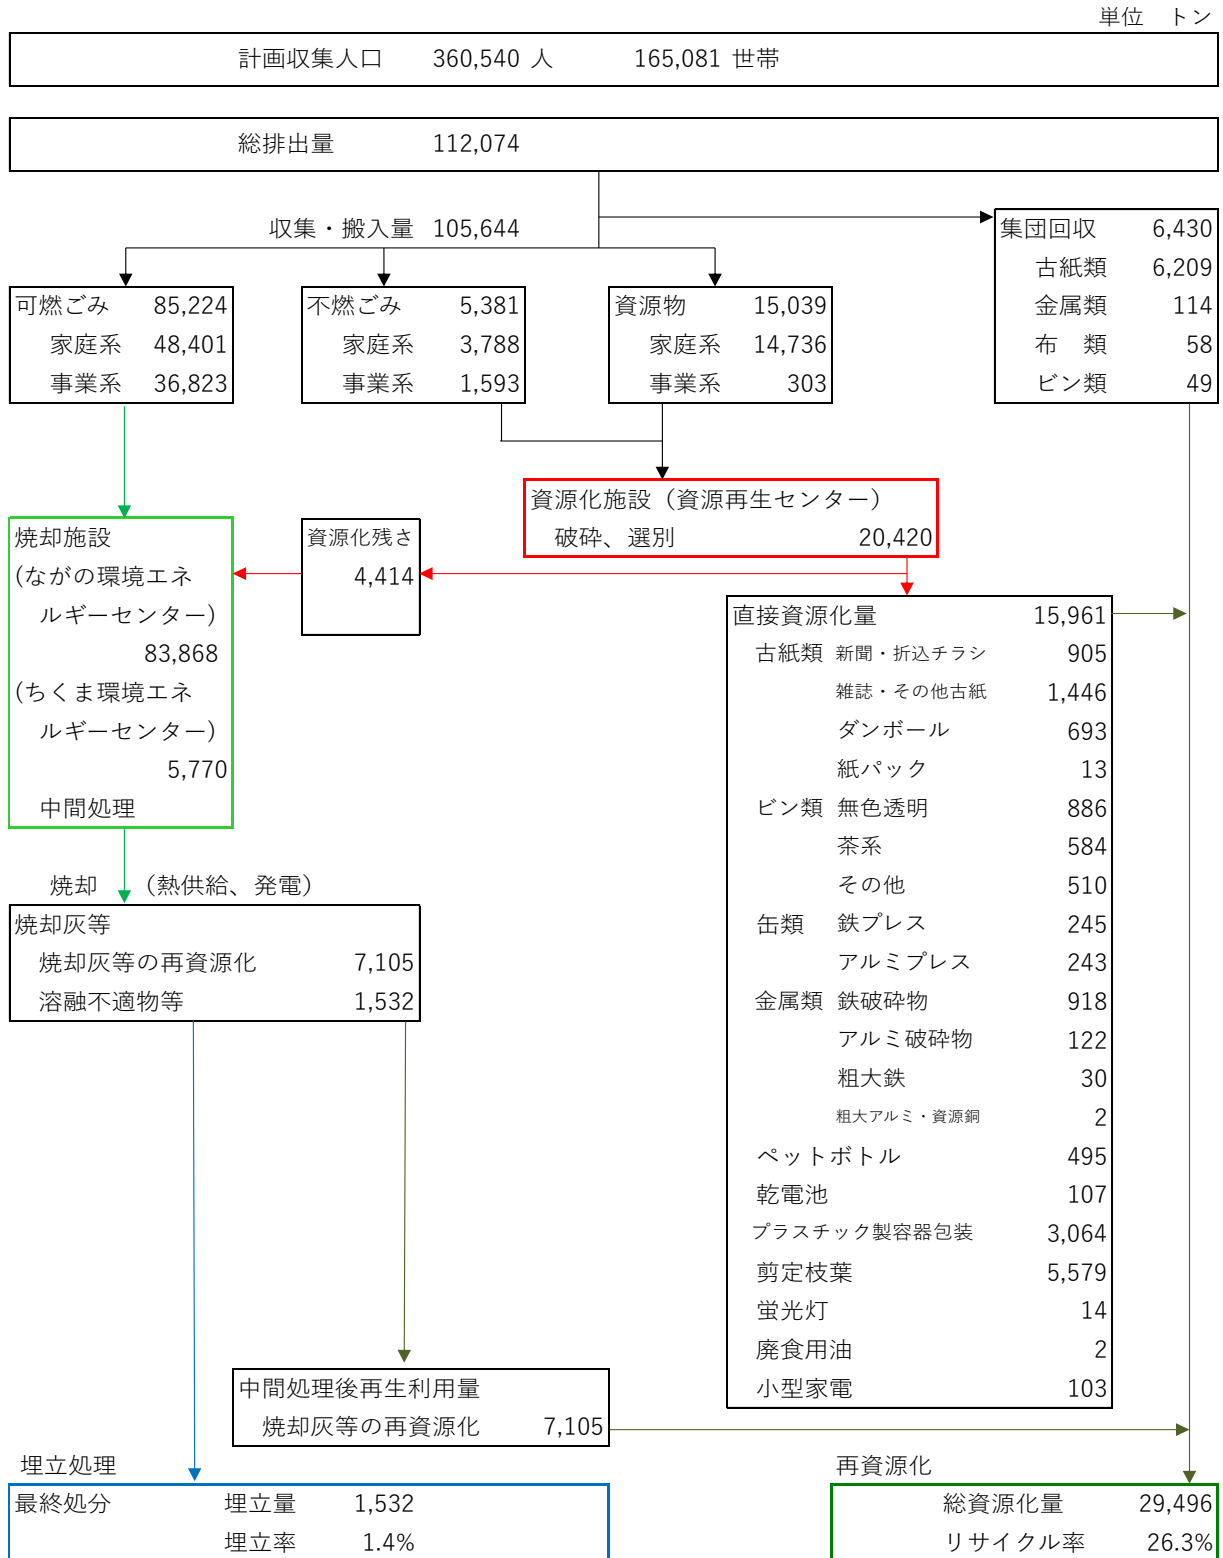 単位　トン
計画収集人口　360,540 人　165,081 世帯
総排出量　112,074
収集・搬入量　105,644
可燃ごみ　85,224
家庭系　48,401
事業系　36,823
不燃ごみ　5,381
家庭系　3,788
事業系　1,593
資源物　15,039
家庭系　14,736
事業系　303
集団回収　6,430
古紙類　6,209
金属類　114
布　類　58
ビン類　49
資源化施設（資源再生センター）
破砕、選別　20,420
資源化残さ
4,414
焼却施設
(ながの環境エネ
ルギーセンター)
83,868
(ちくま環境エネ
ルギーセンター)
5,770
中間処理
直接資源化量　15,961
古紙類　新聞・折込チラシ　905
雑誌・その他古紙　1,446
ダンボール　693
紙パック　13
ビン類　無色透明　886
茶系　584
その他　510
缶類　鉄プレス　245
アルミプレス　243
金属類　鉄破砕物　918
アルミ破砕物　122
粗大鉄　30
粗大アルミ・資源銅　2
ペットボトル　495
乾電池　107
プラスチック製容器包装　3,064
剪定枝葉　5,579
蛍光灯　14
廃食用油　2
小型家電　103
焼却　（熱供給、発電）
焼却灰等
焼却灰等の再資源化　7,105
溶融不適物等　1,532
中間処理後再生利用量
焼却灰等の再資源化　7,105
埋立処理
最終処分　埋立量　1,532
埋立率　1.4%
再資源化
総資源化量　29,496
リサイクル率　26.3%